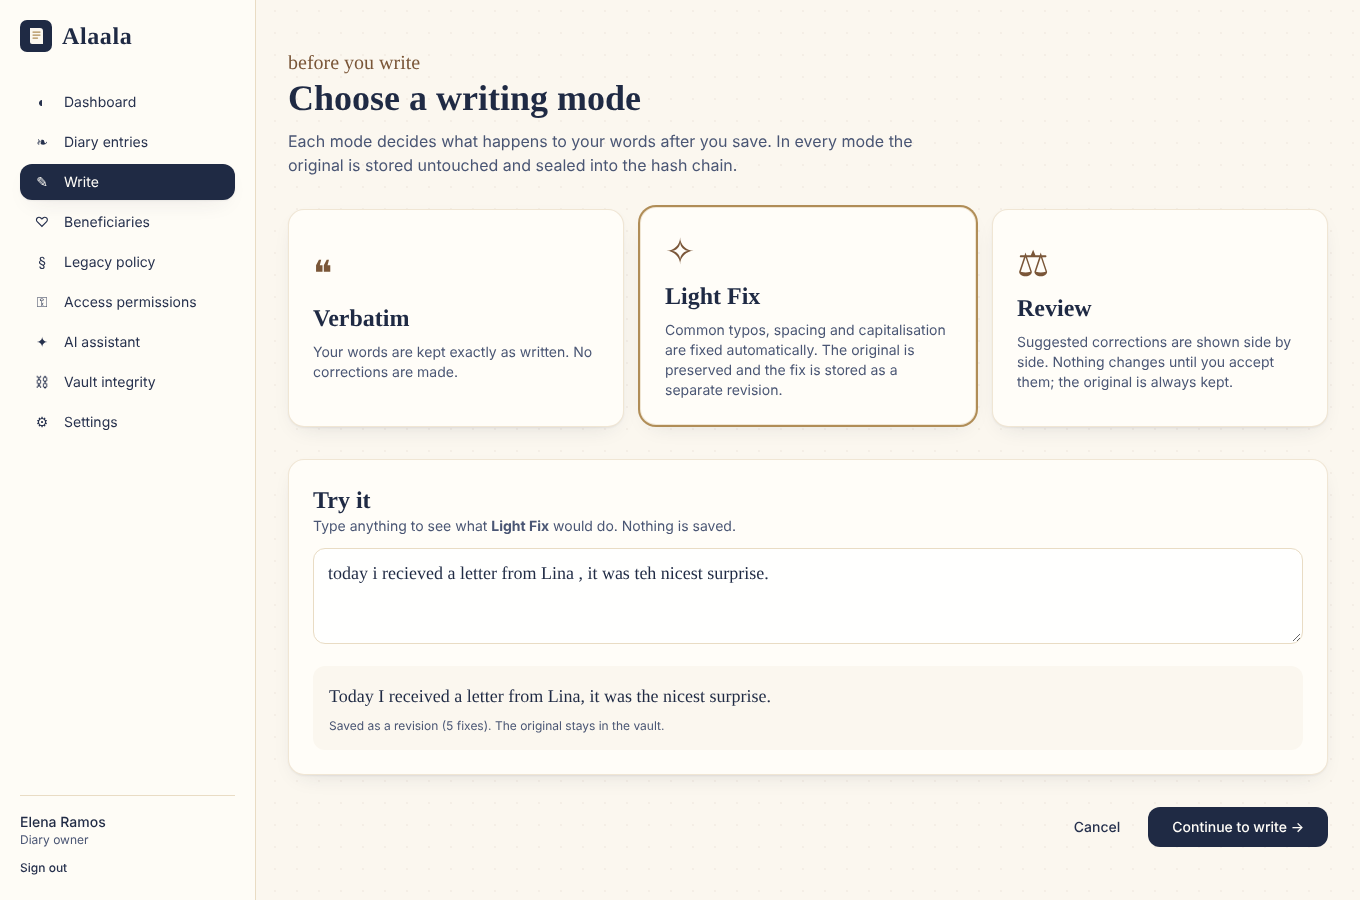 Alaala
Dashboard
Diary entries
Write
Beneficiaries
Legacy policy
Access permissions
AI assistant
Vault integrity
Settings
Elena Ramos
Diary owner
Sign out
before you write
Choose a writing mode
Each mode decides what happens to your words after you save. In every mode the
original is stored untouched and sealed into the hash chain.
Verbatim
Your words are kept exactly as written. No
corrections are made.
Light Fix
Common typos, spacing and capitalisation
are fixed automatically. The original is
preserved and the fix is stored as a
separate revision.
Review
Suggested corrections are shown side by
side. Nothing changes until you accept
them; the original is always kept.
Try it
Type anything to see what Light Fix would do. Nothing is saved.
today i recieved a letter from Lina , it was teh nicest surprise.
Today I received a letter from Lina, it was the nicest surprise.
Saved as a revision (5 fixes). The original stays in the vault.
Cancel
Continue to write →